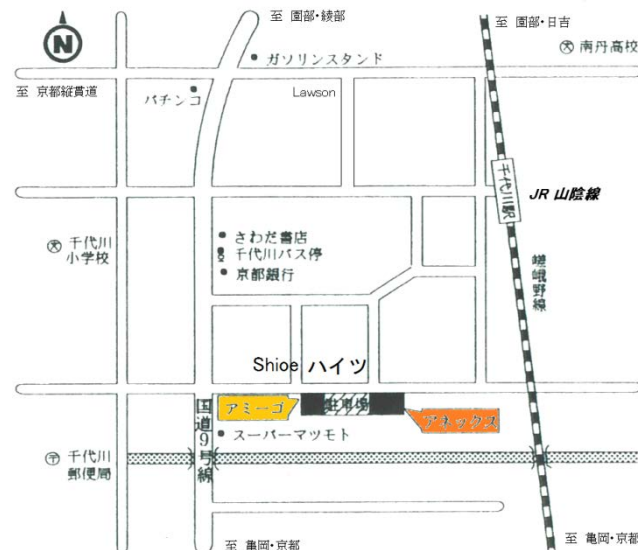 至 園部・綾部
至 園部・日吉
N
ガソリンスタンド
南丹高校
至 京都縦貫道
パチンコ
Lawson
千代川駅
JR 山陰線
さわだ書店
千代川バス停
京都銀行
千代川
小学校
嵯峨野線
Shioe ハイツ
アミーゴ
駐車場
アネックス
国道9号線
スーパーマツモト
千代川
郵便局
至 亀岡・京都
至 亀岡・京都